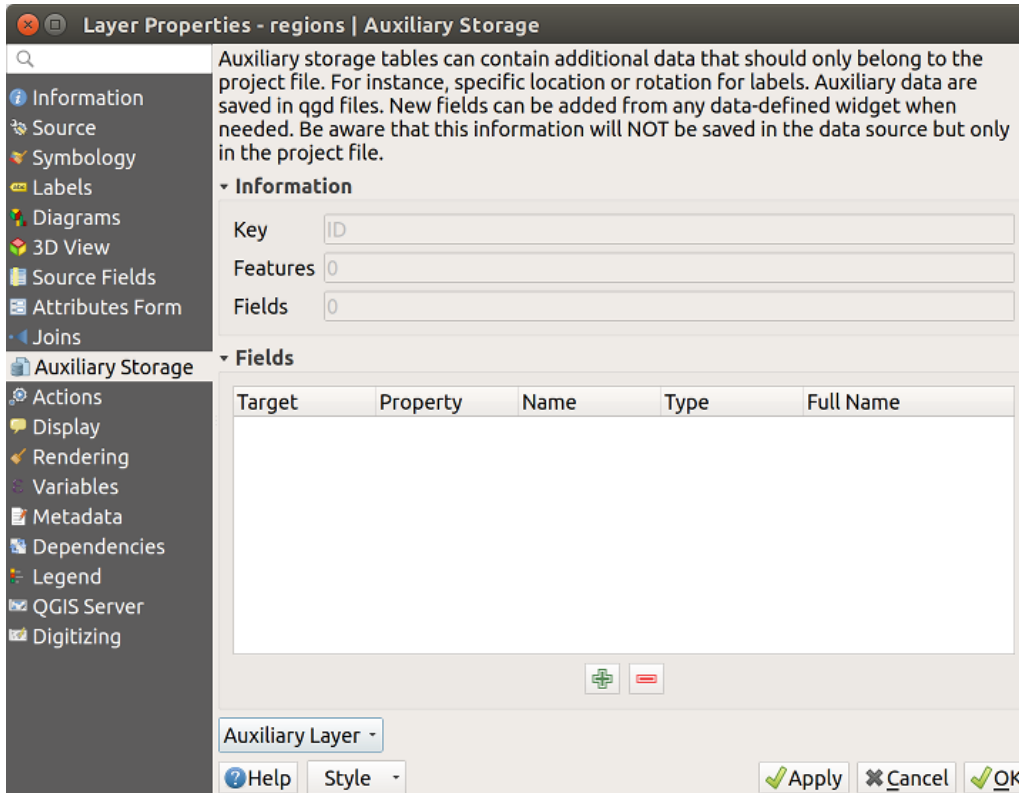 Layer Properties - regions | Auxiliary Storage
Information
Source
Symbology
Labels
Diagrams
3D View
Source Fields
Attributes Form
Joins
Auxiliary Storage
Actions
Display
Rendering
Variables
Metadata
Dependencies
Legend
QGIS Server
Digitizing
Auxiliary storage tables can contain additional data that should only belong to the
project file. For instance, specific location or rotation for labels. Auxiliary data are
saved in qgd files. New fields can be added from any data-defined widget when
needed. Be aware that this information will NOT be saved in the data source but only
in the project file.
Information
Key ID
Features 0
Fields 0
Fields
Target Property Name Type Full Name
Auxiliary Layer
Help Style Apply Cancel OK